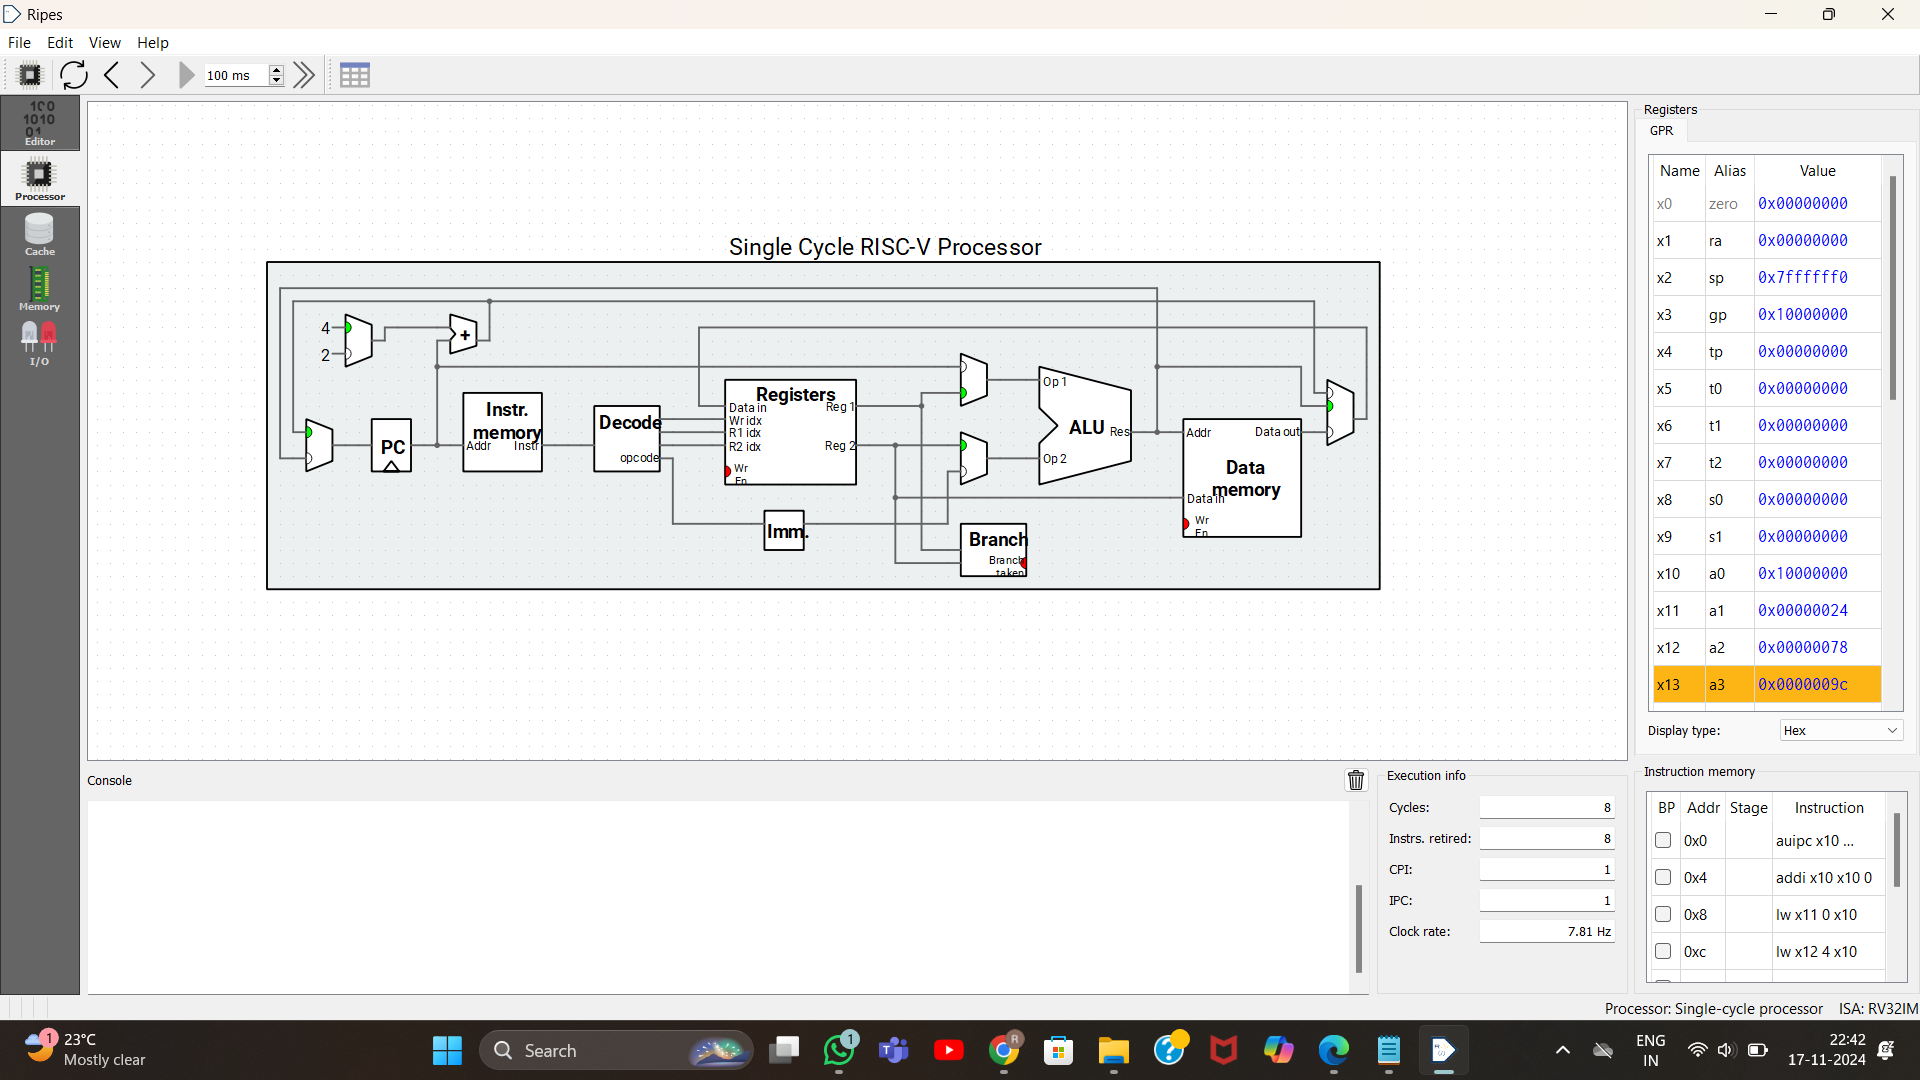 Ripes
File Edit View Help
100 ms
100
1010
01
Editor
Processor
Cache
Memory
I/O
Single Cycle RISC-V Processor
4
2
+
PC
Instr.
memory
Addr Instr
Decode
opcode
Registers
Data in
Wr idx
R1 idx
R2 idx
Wr
En
Reg 1
Reg 2
Imm.
Op 1
Op 2
ALU
Res
Branch
Branch
taken
Addr
Data out
Data
memory
Data in
Wr
En
Registers
GPR
Name Alias Value
x0 zero 0x00000000
x1 ra 0x00000000
x2 sp 0x7ffffff0
x3 gp 0x10000000
x4 tp 0x00000000
x5 t0 0x00000000
x6 t1 0x00000000
x7 t2 0x00000000
x8 s0 0x00000000
x9 s1 0x00000000
x10 a0 0x10000000
x11 a1 0x00000024
x12 a2 0x00000078
x13 a3 0x0000009c
Display type: Hex
Console
Execution info
Cycles: 8
Instrs. retired: 8
CPI: 1
IPC: 1
Clock rate: 7.81 Hz
Instruction memory
BP Addr Stage Instruction
0x0 auipc x10 ...
0x4 addi x10 x10 0
0x8 lw x11 0 x10
0xc lw x12 4 x10
Processor: Single-cycle processor ISA: RV32IM
1
23°C
Mostly clear
Search
1
R
ENG
IN
22:42
17-11-2024